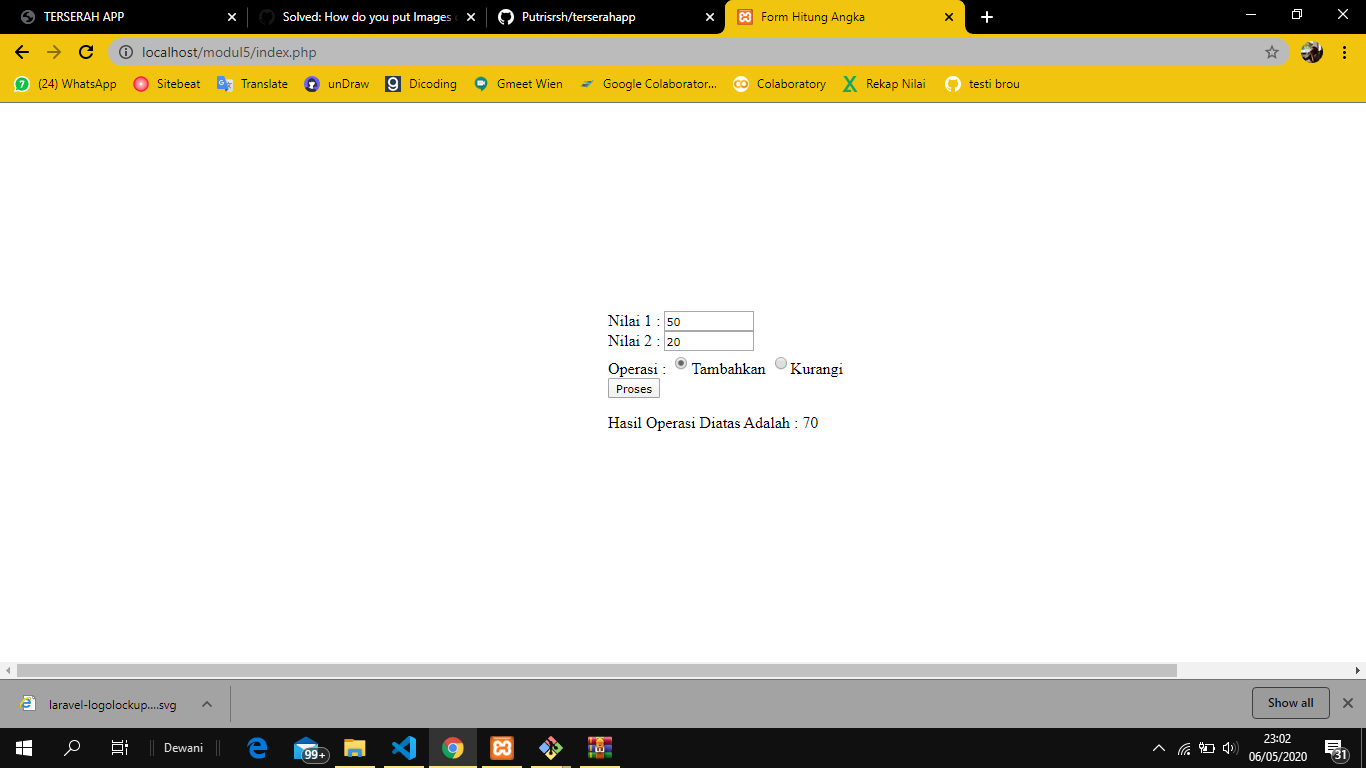 TERSERAH APP
Solved: How do you put Images
Putrisrsh/terserahapp
Form Hitung Angka
localhost/modul5/index.php
(24) WhatsApp
Sitebeat
Translate
unDraw
Dicoding
Gmeet Wien
Google Colaborator...
Colaboratory
Rekap Nilai
testi brou
Nilai 1 : 50
Nilai 2 : 20
Operasi : Tambahkan Kurangi
Proses
Hasil Operasi Diatas Adalah : 70
laravel-logolockup....svg
Show all
Dewani
99+
23:02
06/05/2020
31